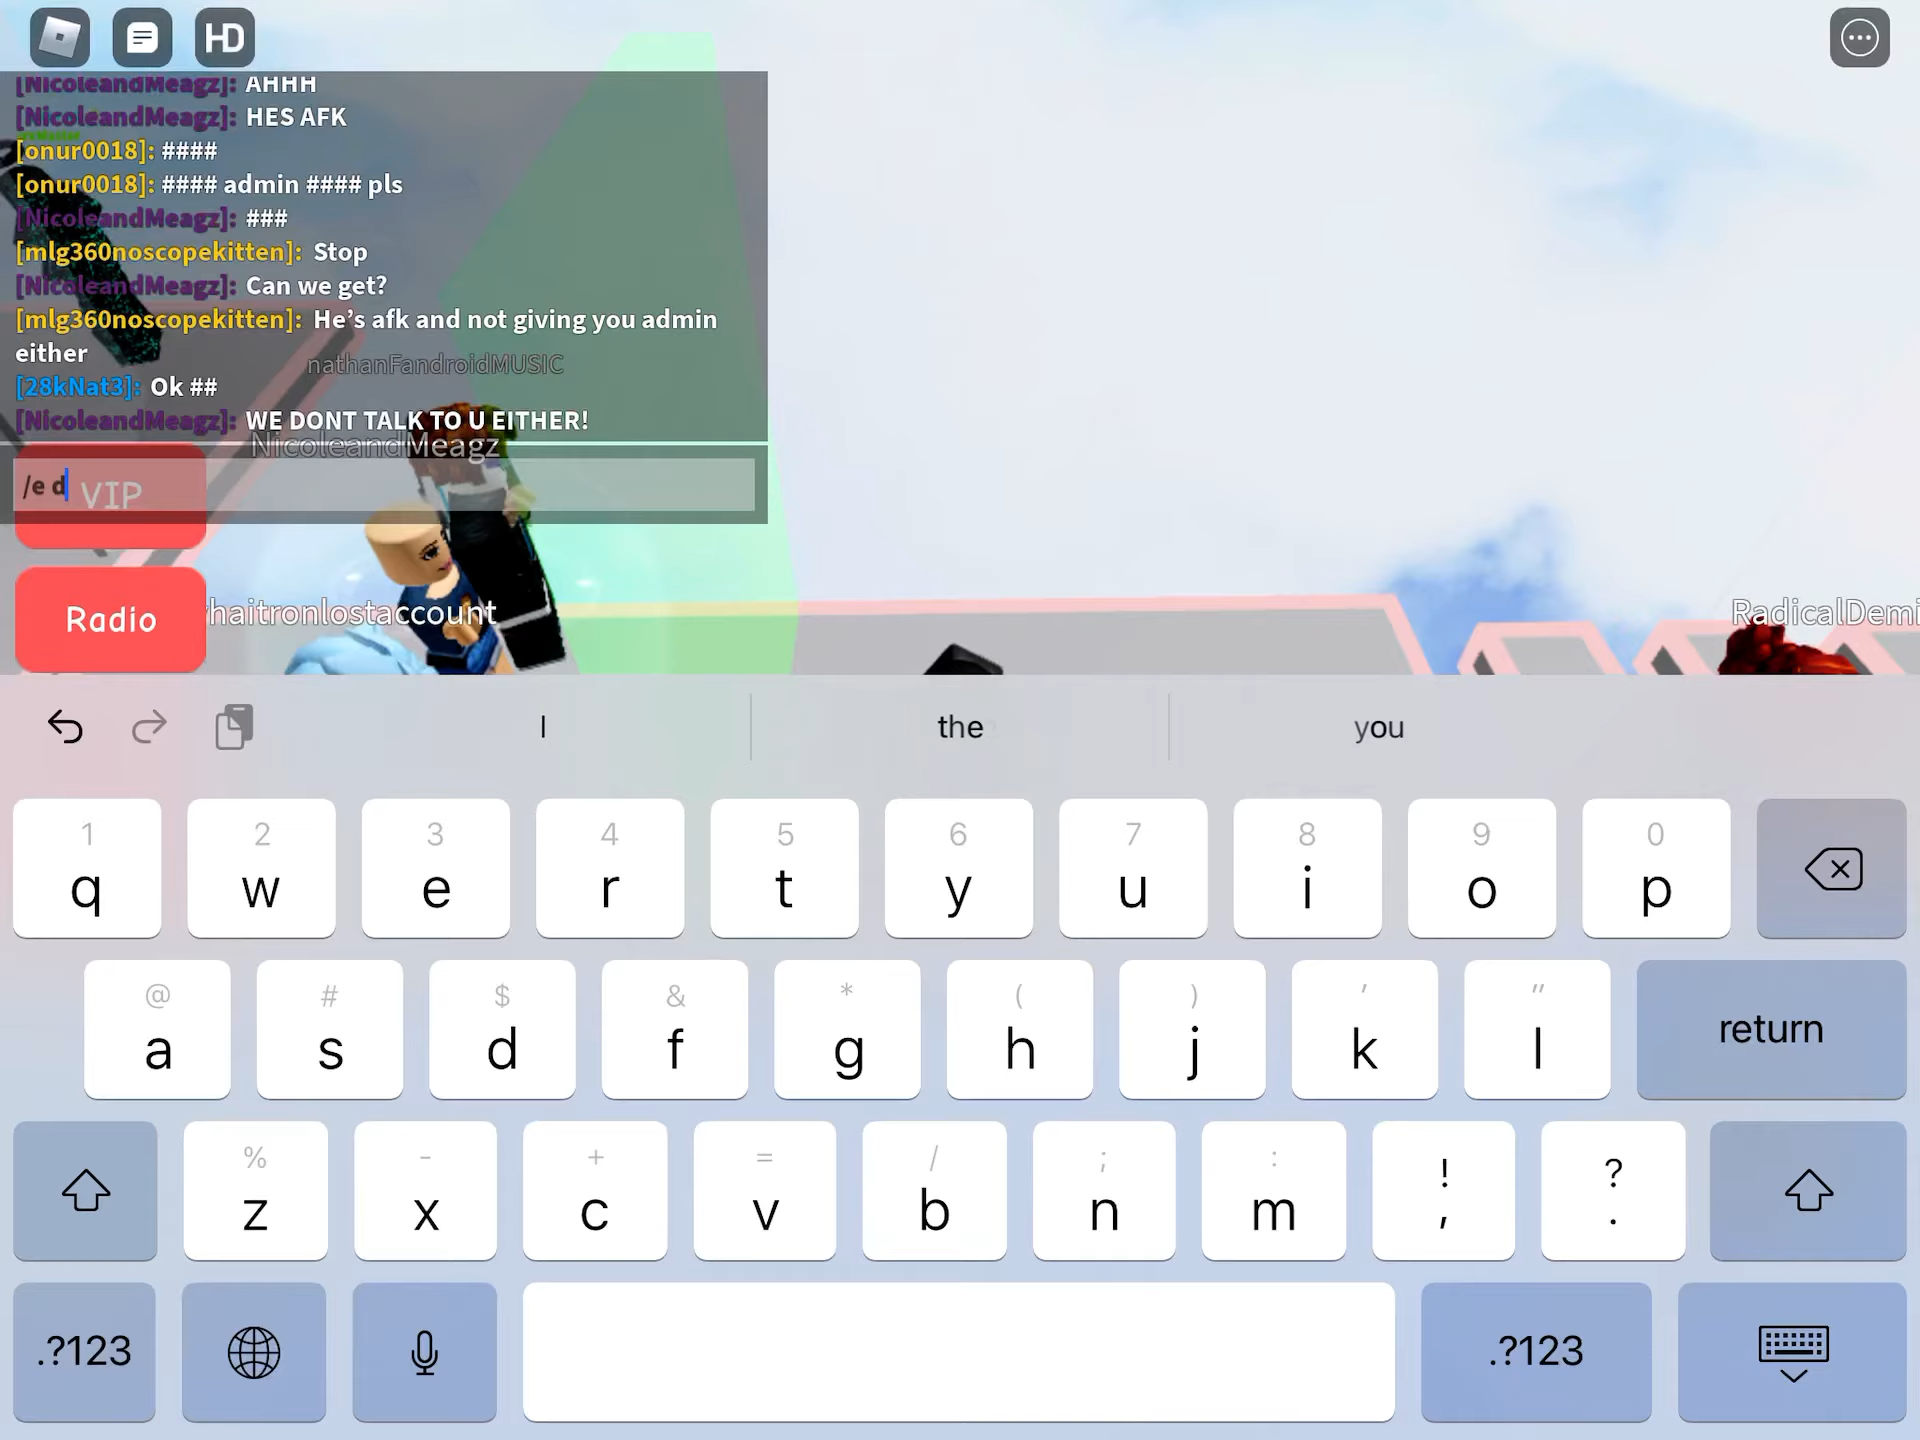 HD
[NicoleandMeagz]: AHHH
[NicoleandMeagz]: HES AFK
[onur0018]: ####
[onur0018]: #### admin #### pls
[NicoleandMeagz]: ###
[mlg360noscopekitten]: Stop
[NicoleandMeagz]: Can we get?
[mlg360noscopekitten]: He's afk and not giving you admin
either
nathanFandroidMUSIC
[28kNat3]: Ok ##
[NicoleandMeagz]: WE DONT TALK TO U EITHER!
NicoleandMeagz
/e d
VIP
Radio
haitronlostaccount
RadicalDemi
I the you
1 2 3 4 5 6 7 8 9 0
q w e r t y u i o p
@ # $ & * ( ) ' "
a s d f g h j k l return
% - + = / ; : ! ?
z x c v b n m , .
.?123 .?123